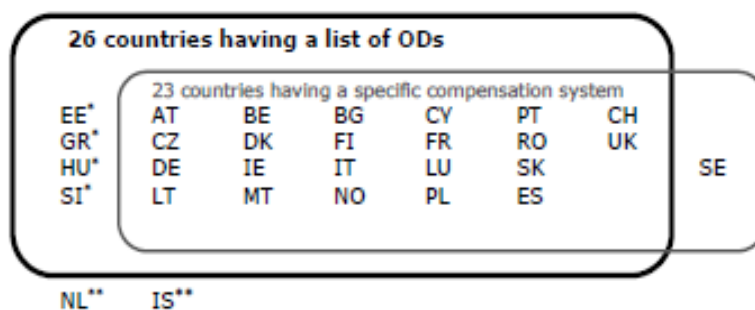 26 countries having a list of ODs
23 countries having a specific compensation system
EE* AT BE BG CY PT CH
GR* CZ DK FI FR RO UK
HU* DE IE IT LU SK SE
SI* LT MT NO PL ES
NL** IS**